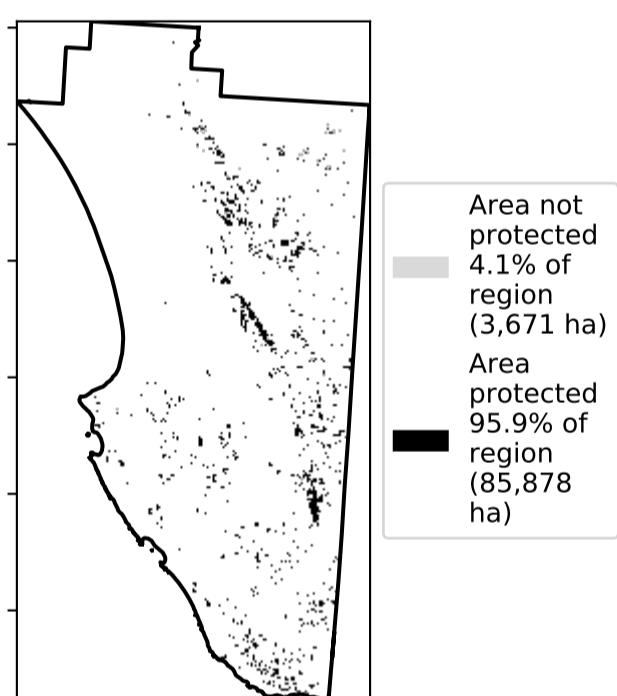 Area not
protected
4.1% of
region
(3,671 ha)
Area
protected
95.9% of
region
(85,878
ha)